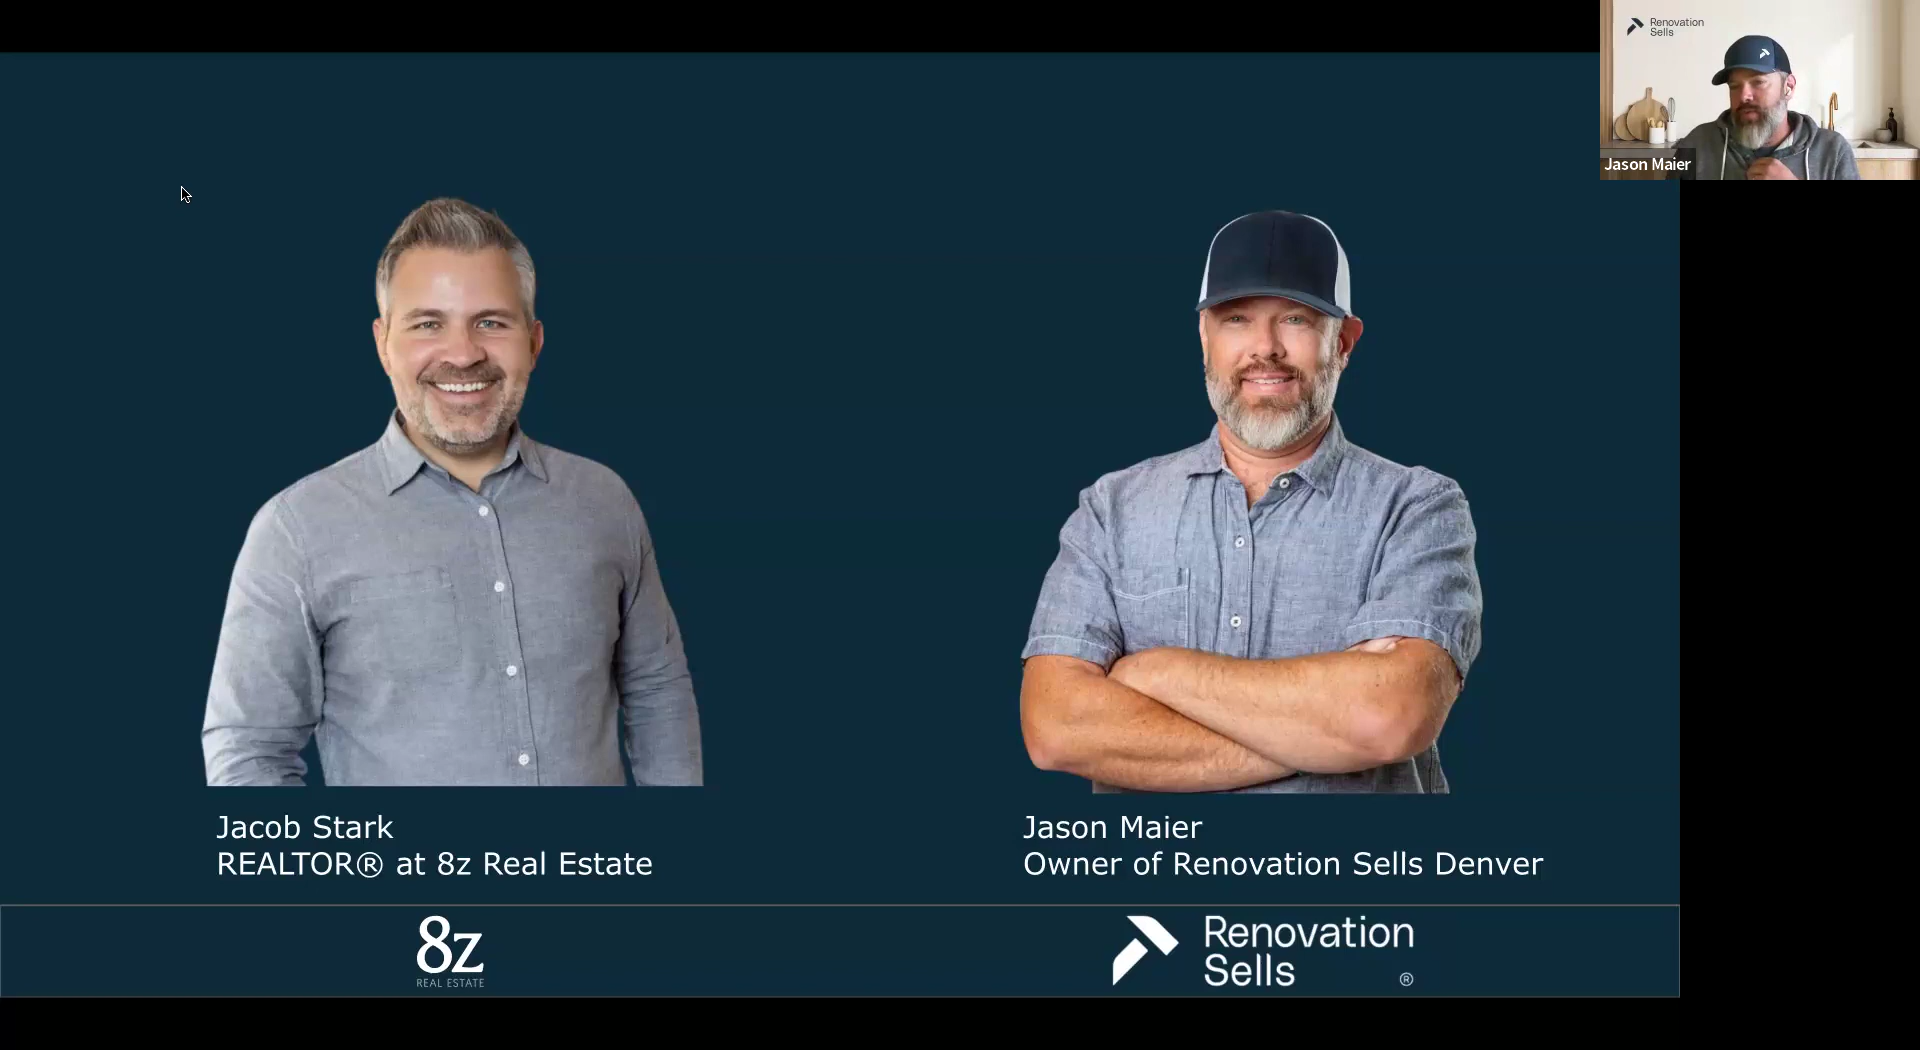 Renovation
Sells
Jason Maier
Jacob Stark
REALTOR® at 8z Real Estate
Jason Maier
Owner of Renovation Sells Denver
8z
REAL ESTATE
Renovation
Sells ®